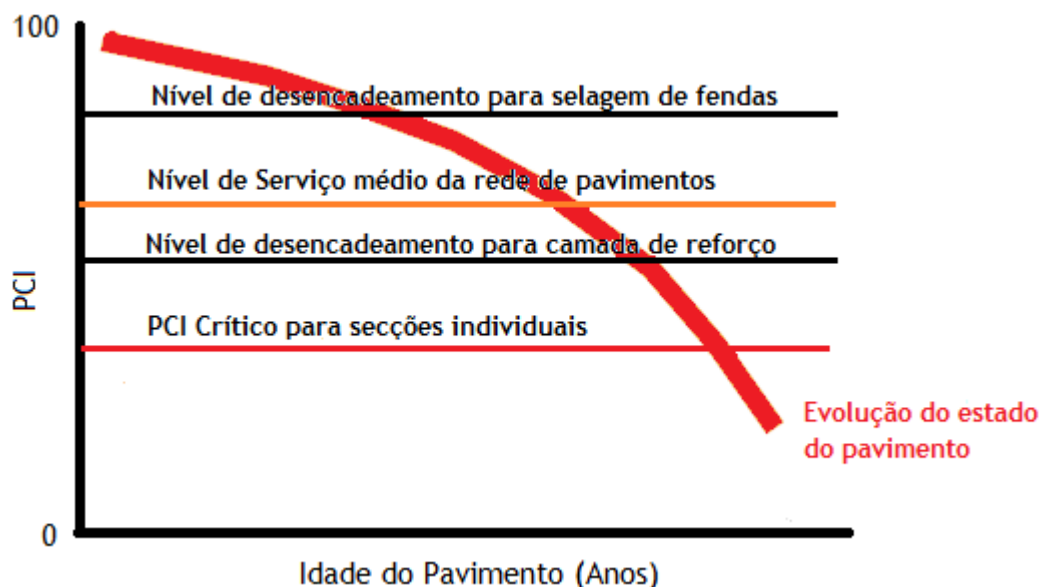 100
Nível de desencadeamento para selagem de fendas
Nível de Serviço médio da rede de pavimentos
Nível de desencadeamento para camada de reforço
PCI
PCI Crítico para secções individuais
Evolução do estado
do pavimento
0
Idade do Pavimento (Anos)